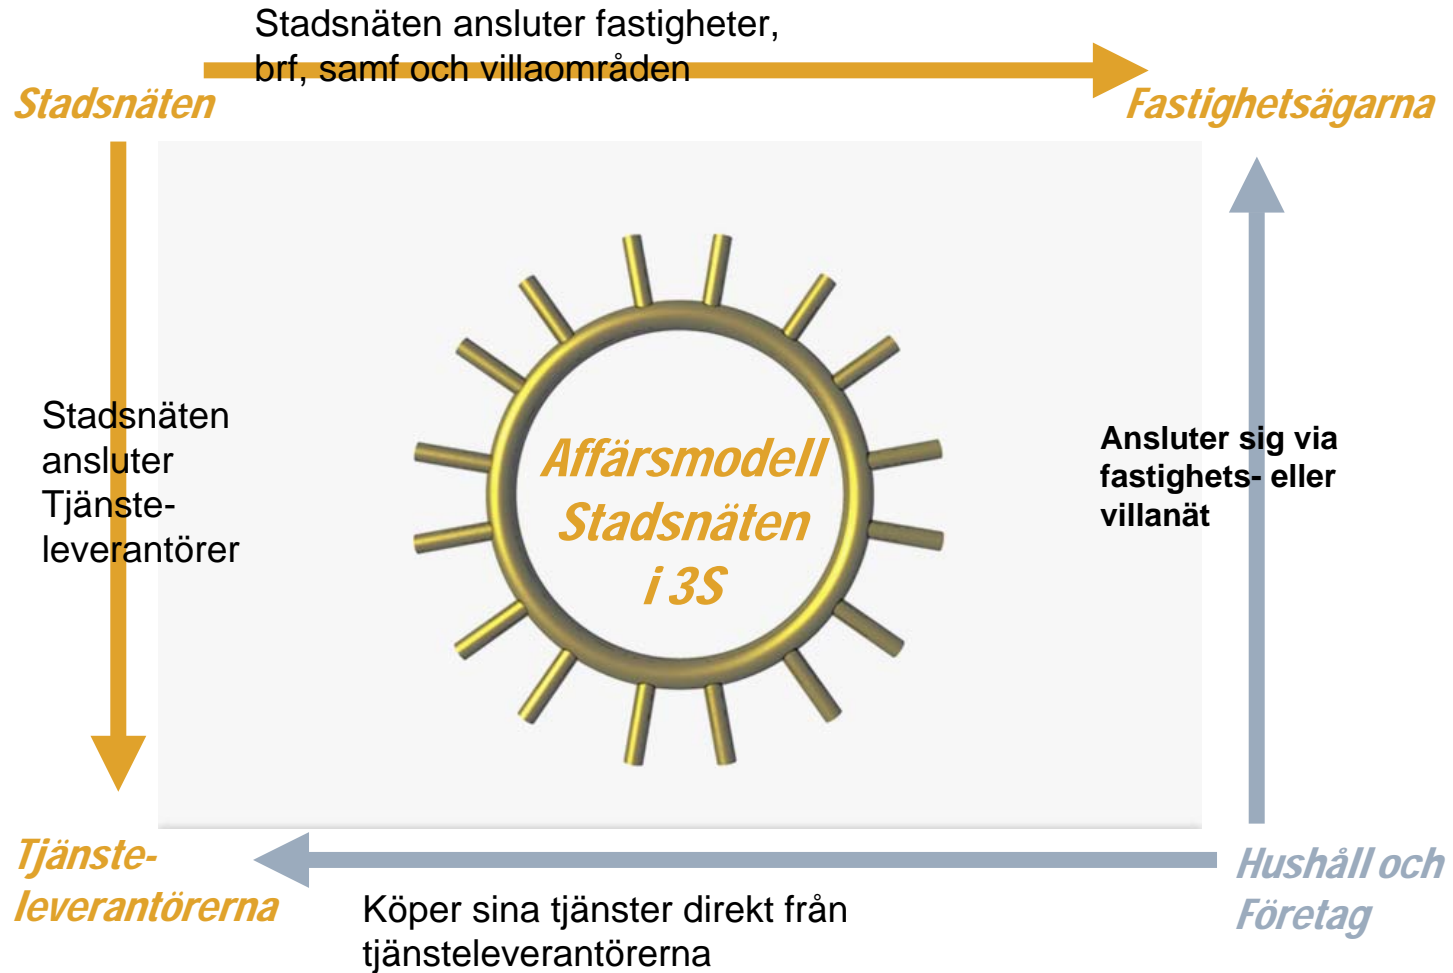 Stadsnäten ansluter fastigheter,
brf, samf och villaområden
Stadsnäten
Fastighetsägarna
Stadsnäten
ansluter
Tjänste-
leverantörer
Affärsmodell
Stadsnäten
i 3S
Ansluter sig via
fastighets- eller
villanät
Tjänste-
leverantörerna
Köper sina tjänster direkt från
tjänsteleverantörerna
Hushåll och
Företag